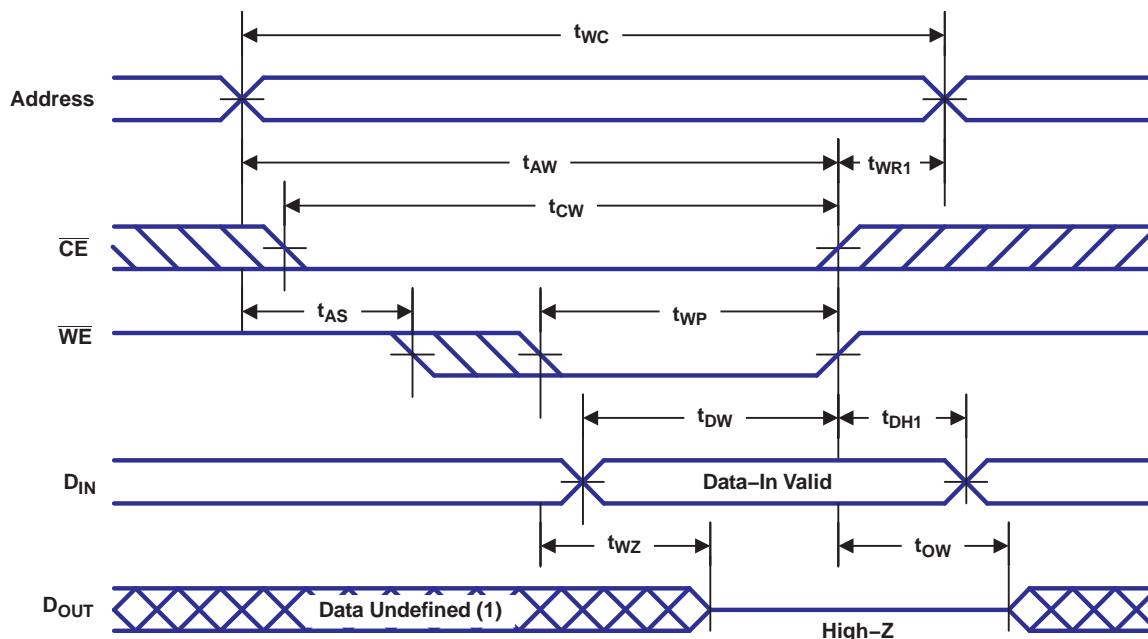 tWC
Address
tAW
tWR1
tCW
CE
tAS
tWP
WE
tDW
tDH1
DIN
Data–In Valid
tWZ
tOW
DOUT
Data Undefined (1)
High–Z